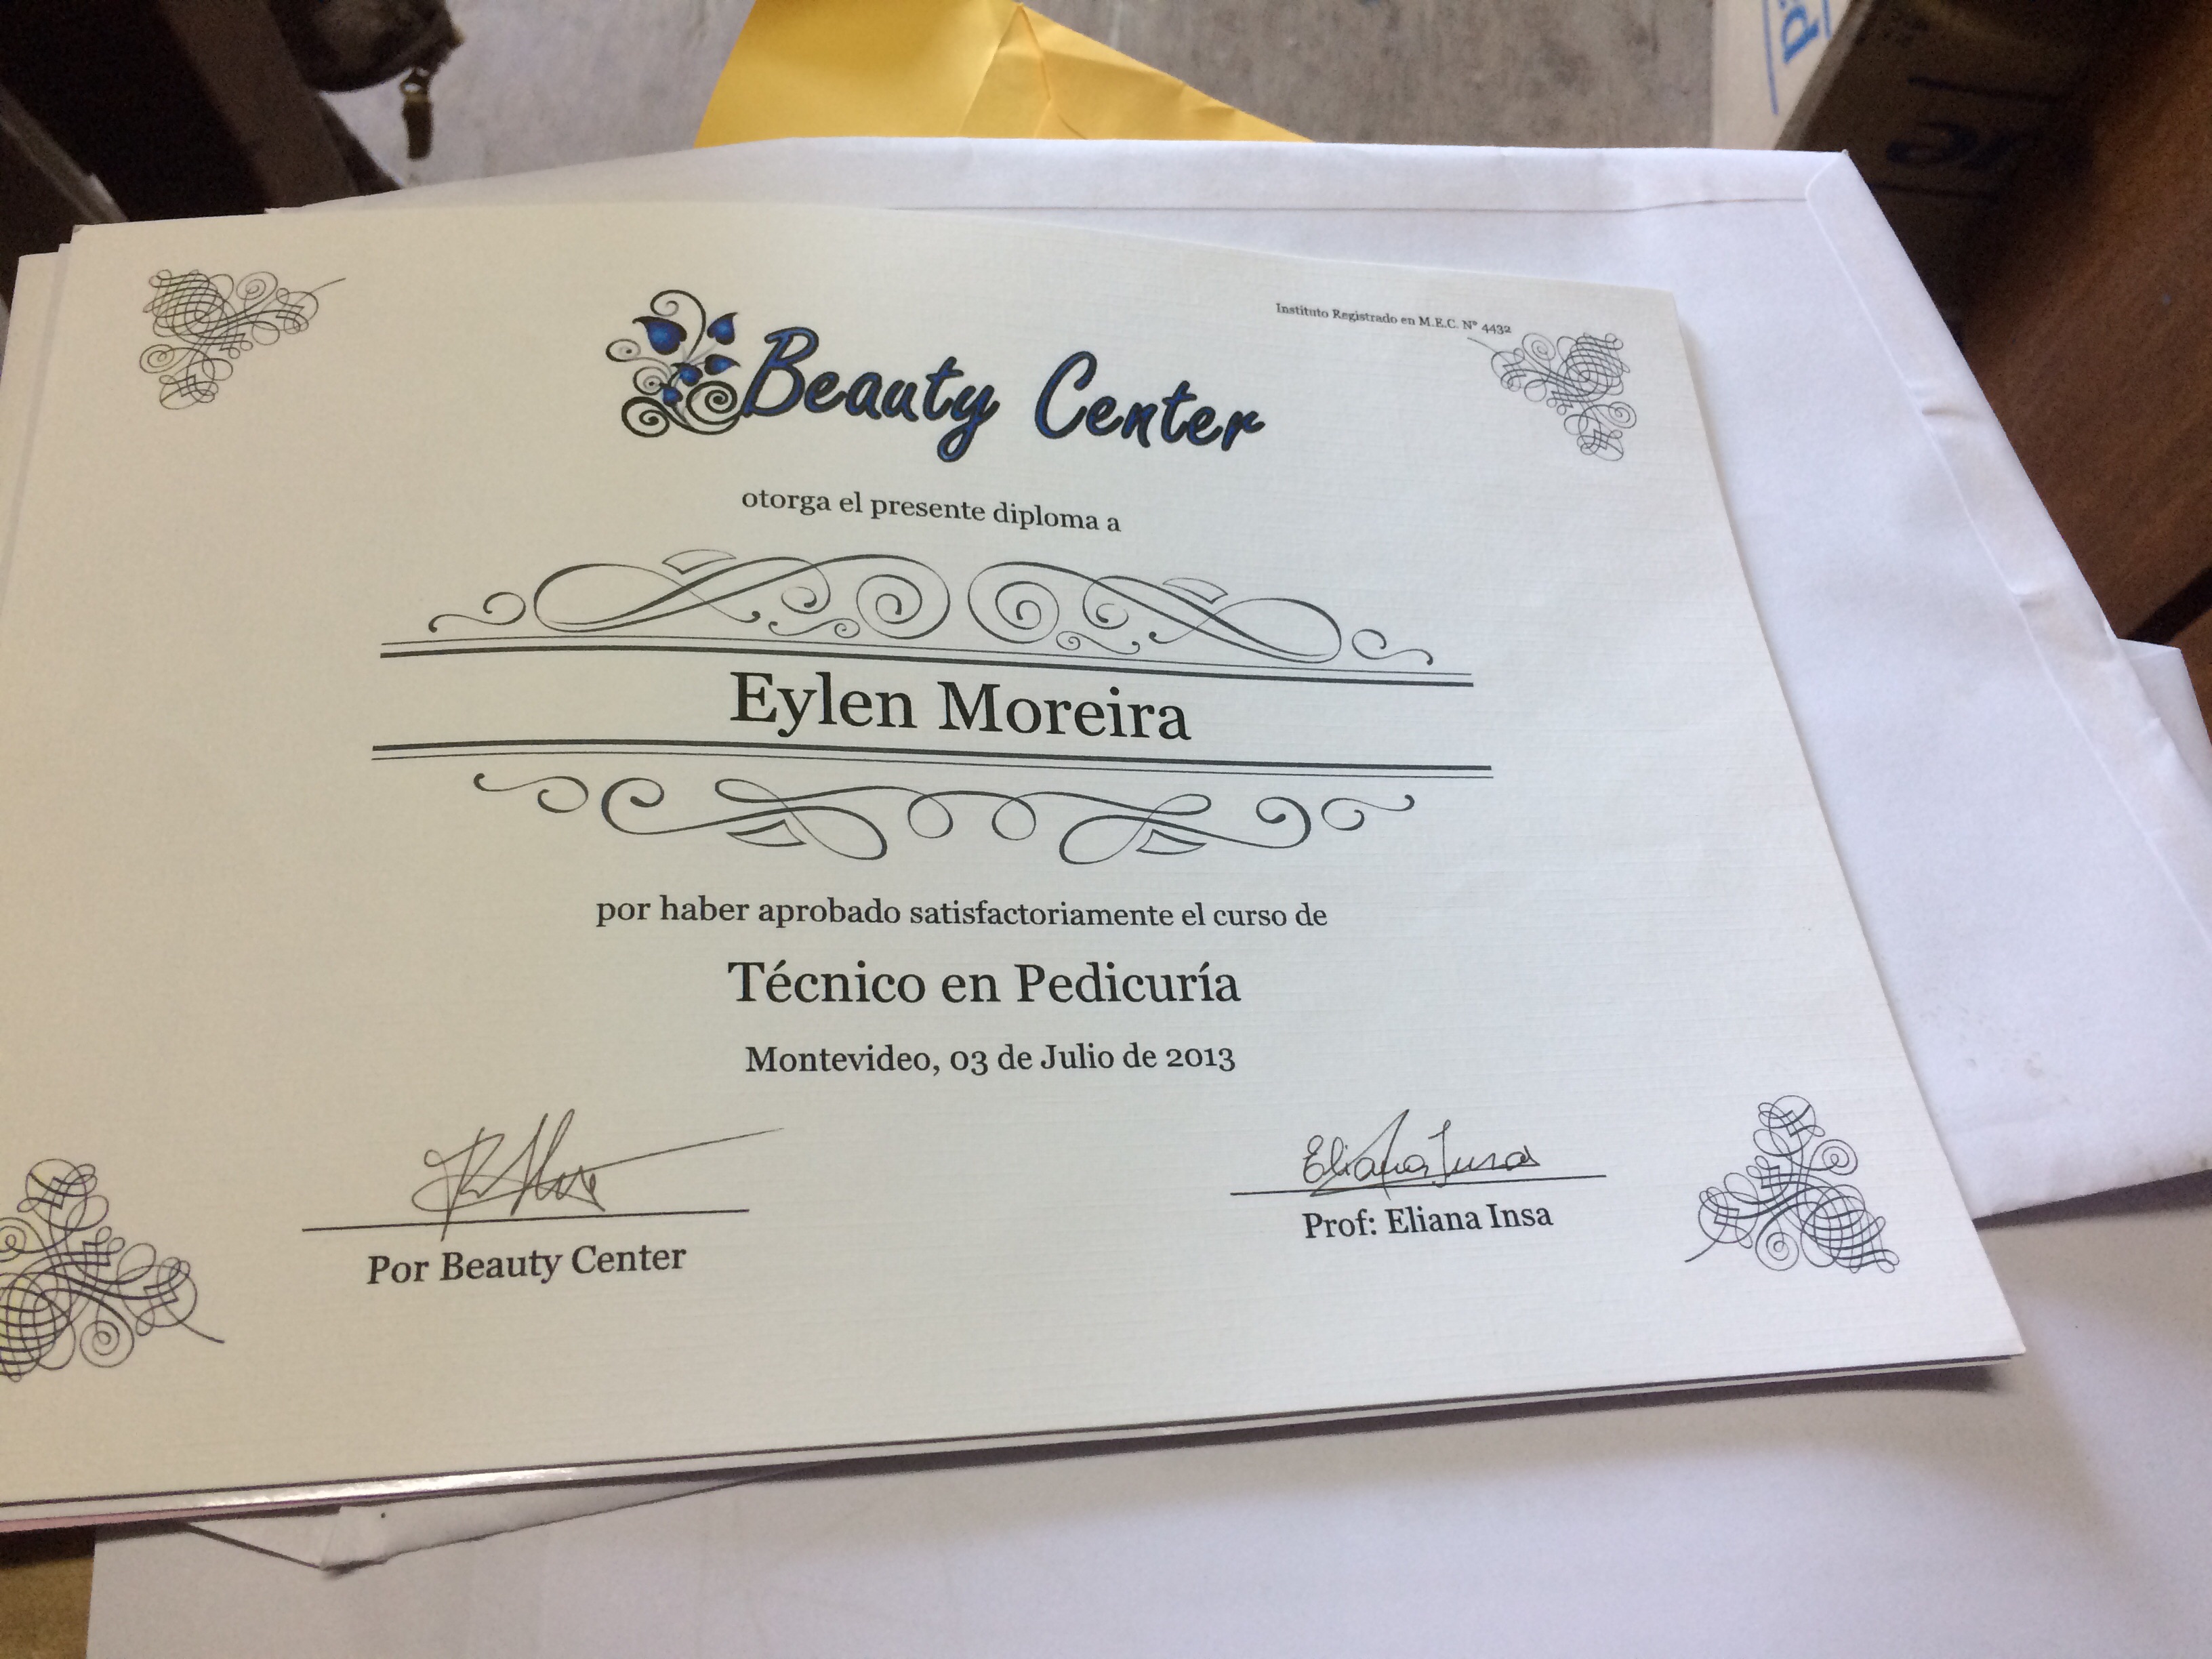 Instituto Registrado en M.E.C. Nº 4432
Beauty Center
otorga el presente diploma a
Eylen Moreira
por haber aprobado satisfactoriamente el curso de
Técnico en Pedicuría
Montevideo, 03 de Julio de 2013
Eliana Insa
Por Beauty Center
Prof: Eliana Insa